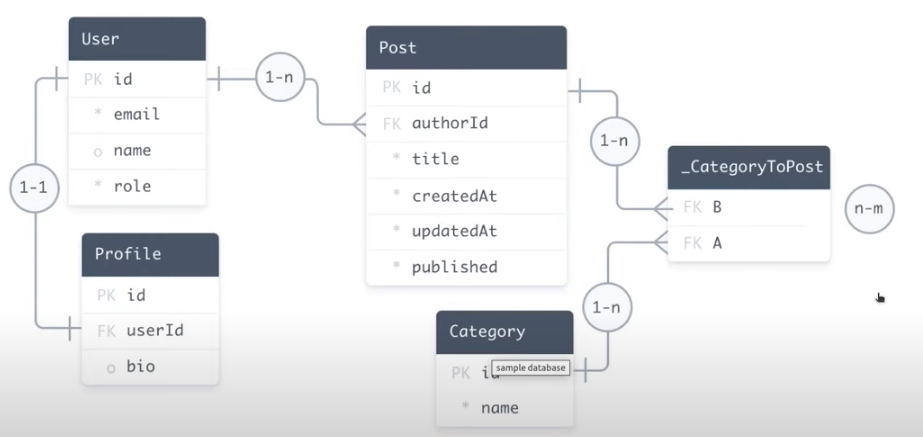 User
PK id
* email
o name
* role
1-n
1-1
Profile
PK id
FK userId
o bio
Post
PK id
FK authorId
* title
* createdAt
* updatedAt
* published
1-n
_CategoryToPost
FK B
FK A
n-m
1-n
Category
PK
sample database
* name